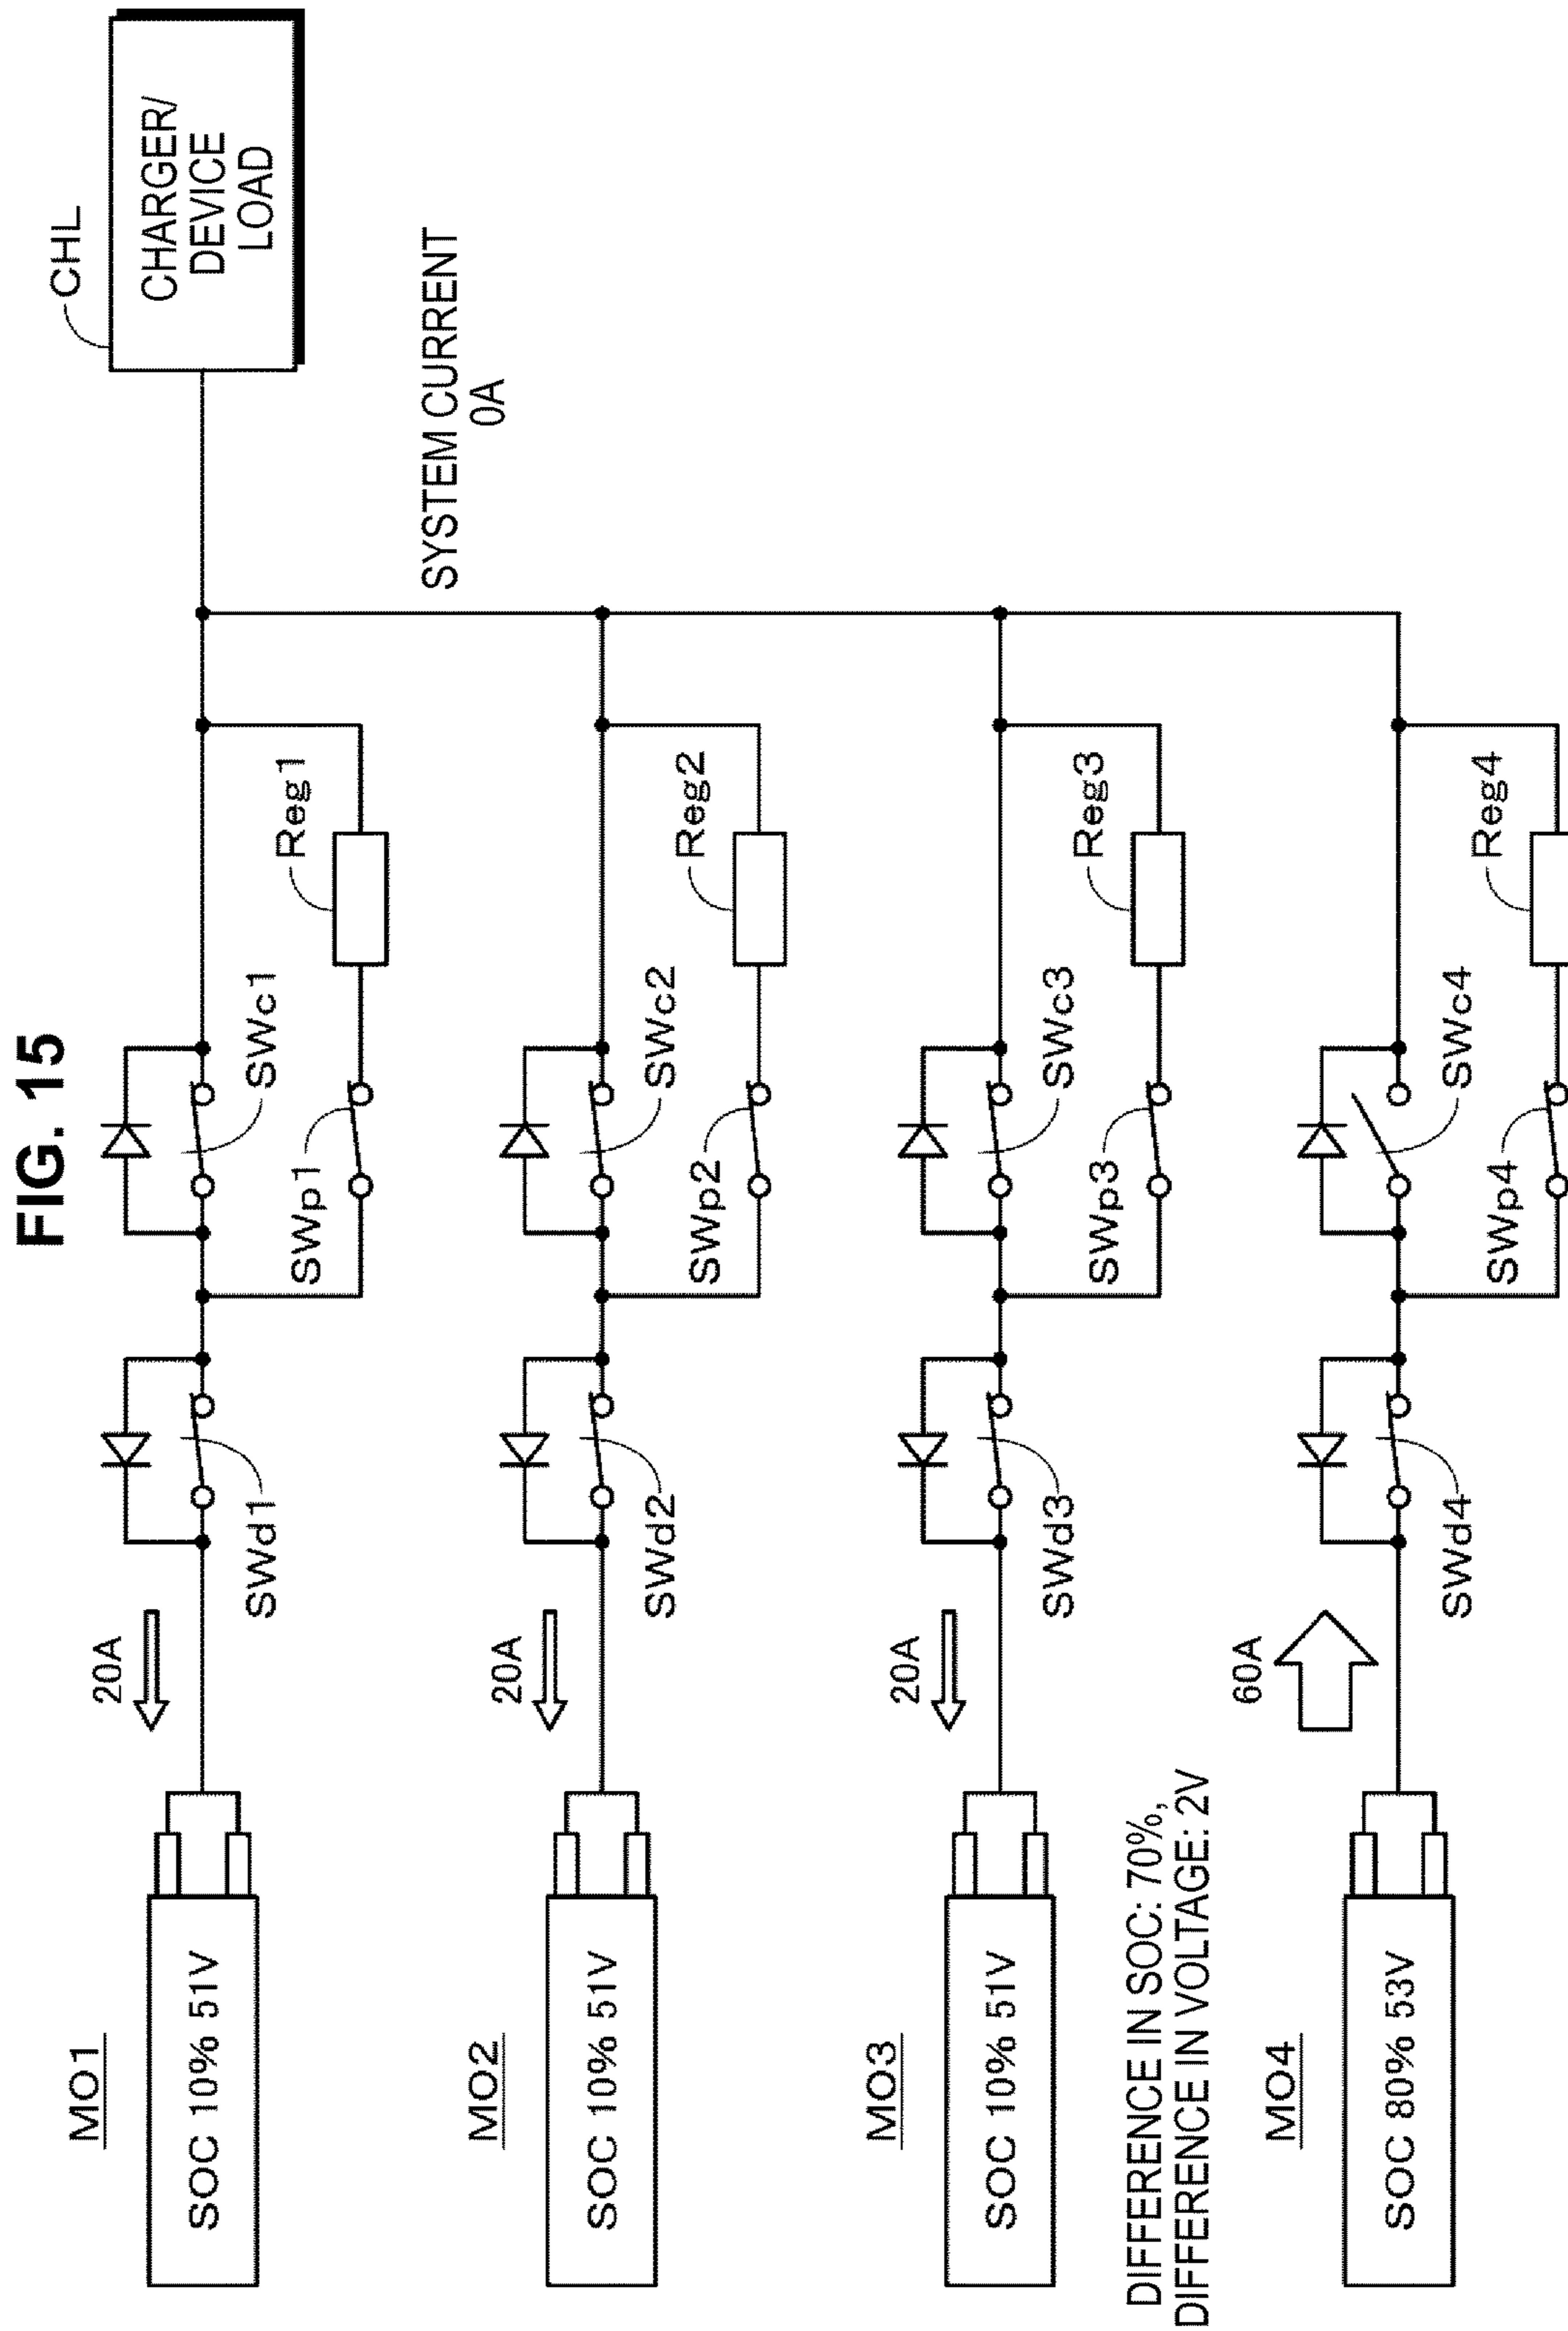 FIG. 15
MO1
SOC 10% 51V
20A
SWd1
SWp1
SWc1
Reg1
CHL
CHARGER/
DEVICE
LOAD
SYSTEM CURRENT
0A
MO2
SOC 10% 51V
20A
SWd2
SWp2
SWc2
Reg2
MO3
SOC 10% 51V
20A
SWd3
SWp3
SWc3
Reg3
DIFFERENCE IN SOC: 70%,
DIFFERENCE IN VOLTAGE: 2V
MO4
SOC 80% 53V
60A
SWd4
SWp4
SWc4
Reg4